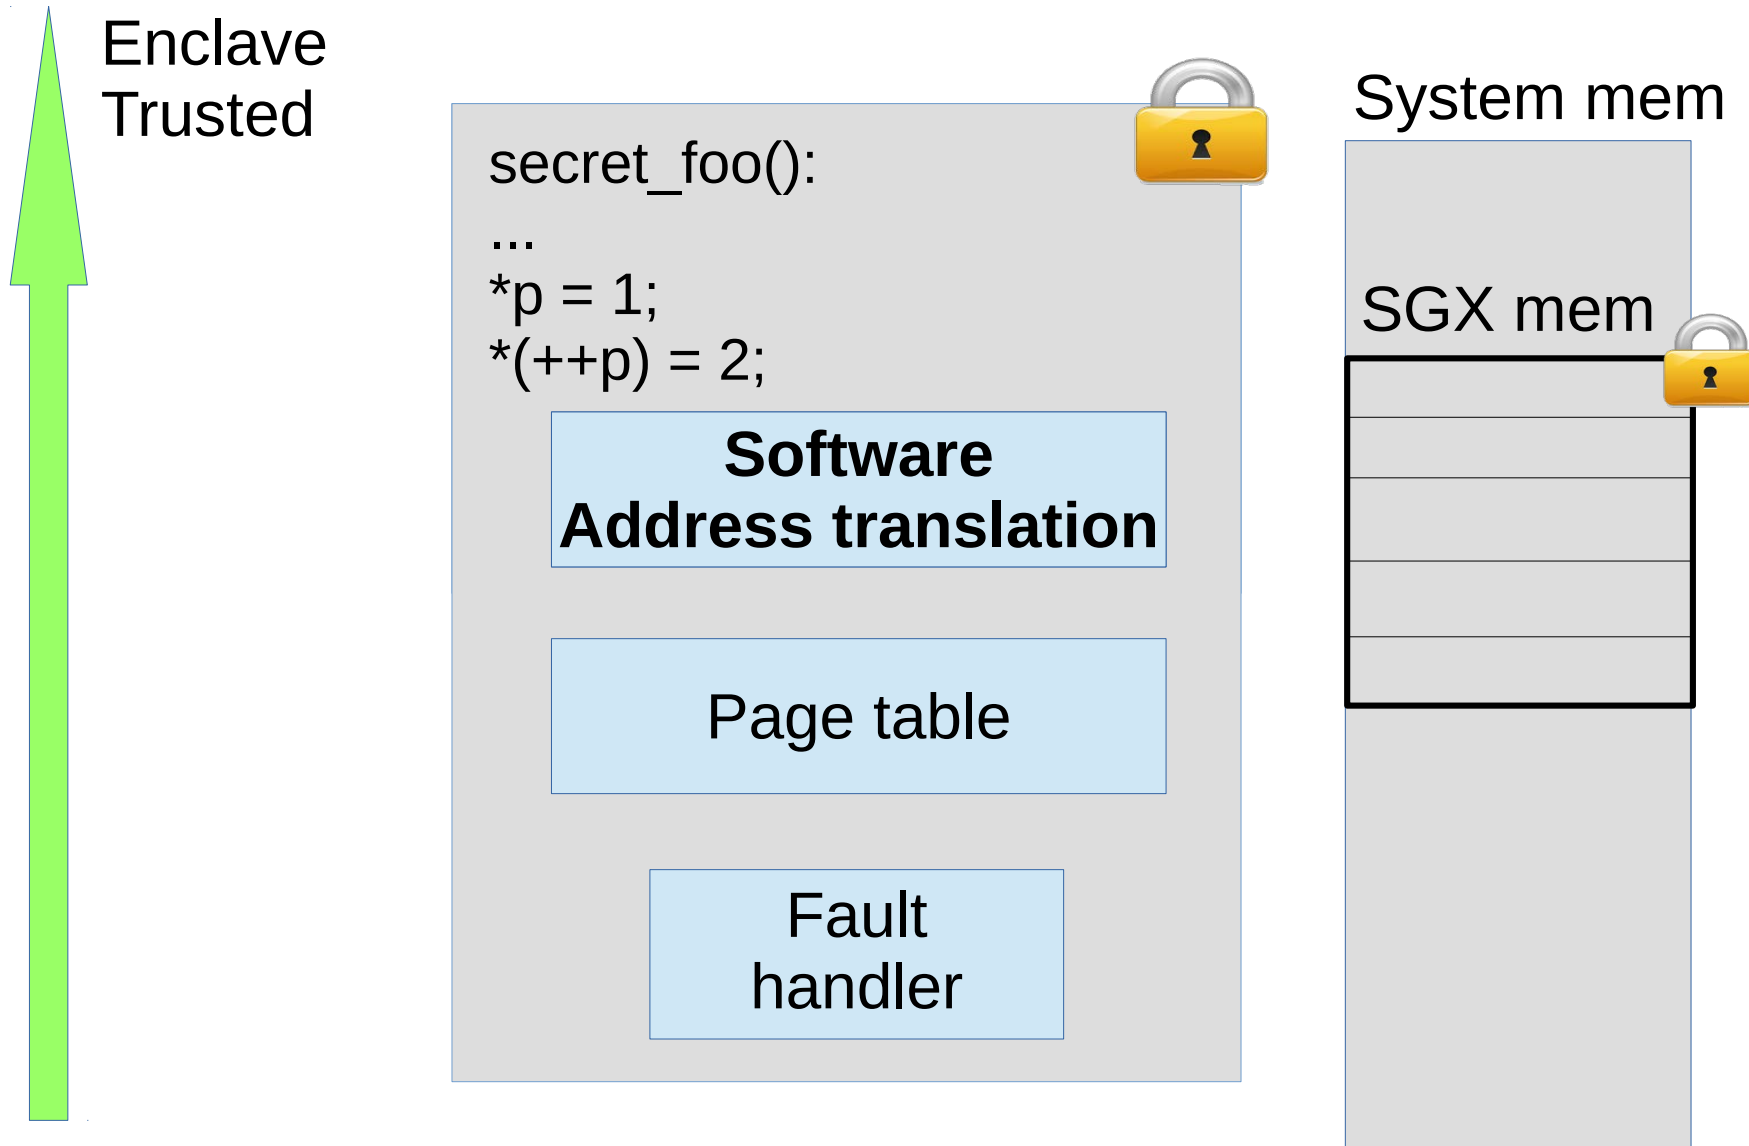 Enclave
Trusted
secret_foo():
...
*p = 1;
*(++p) = 2;
Software
Address translation
Page table
Fault
handler
System mem
SGX mem